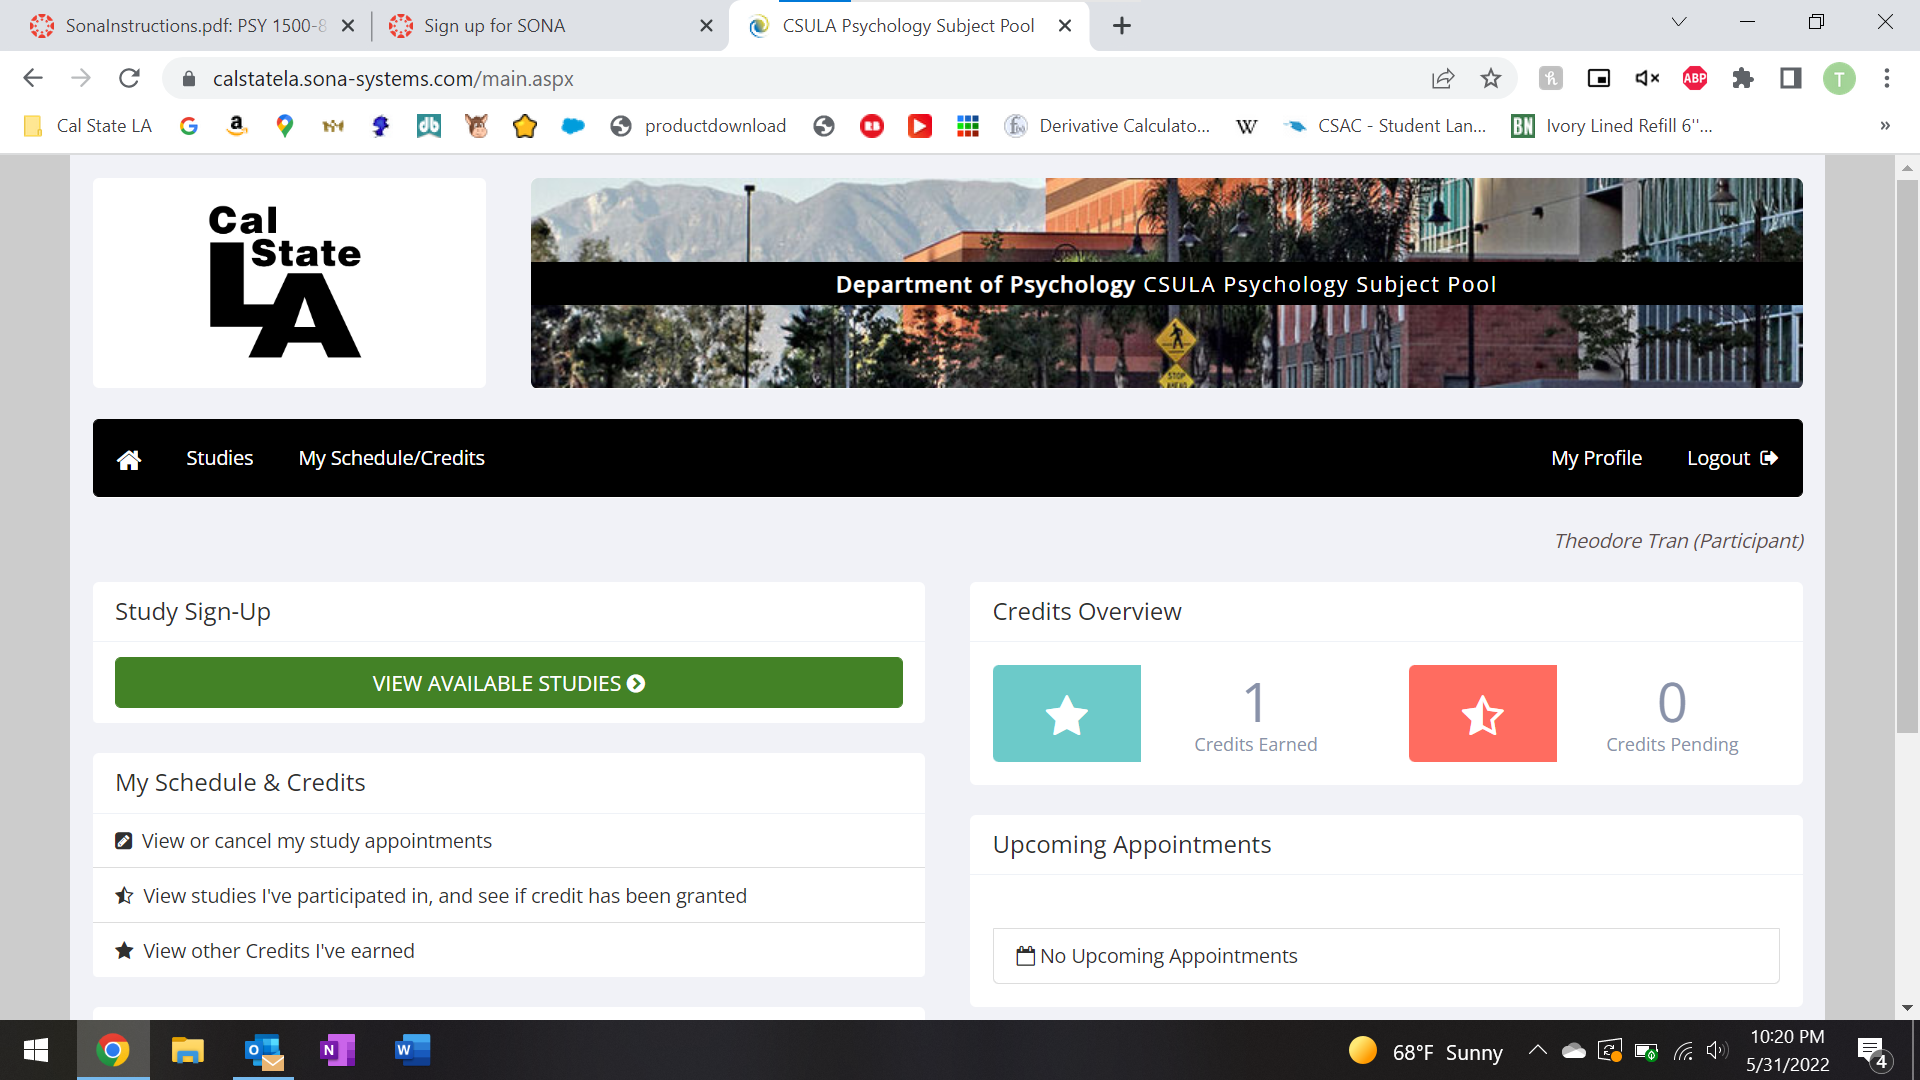 SonaInstructions.pdf: PSY 1500-8
Sign up for SONA
CSULA Psychology Subject Pool
calstatela.sona-systems.com/main.aspx
ABP
T
Cal State LA
productdownload
Derivative Calculato...
W
CSAC - Student Lan...
BN
Ivory Lined Refill 6''...
»
Cal
State
LA
Department of Psychology CSULA Psychology Subject Pool
STOP
AHEAD
Studies
My Schedule/Credits
My Profile
Logout
Theodore Tran (Participant)
Study Sign-Up
VIEW AVAILABLE STUDIES
My Schedule & Credits
View or cancel my study appointments
View studies I've participated in, and see if credit has been granted
View other Credits I've earned
Credits Overview
1
Credits Earned
0
Credits Pending
Upcoming Appointments
No Upcoming Appointments
68°F Sunny
10:20 PM
5/31/2022
4